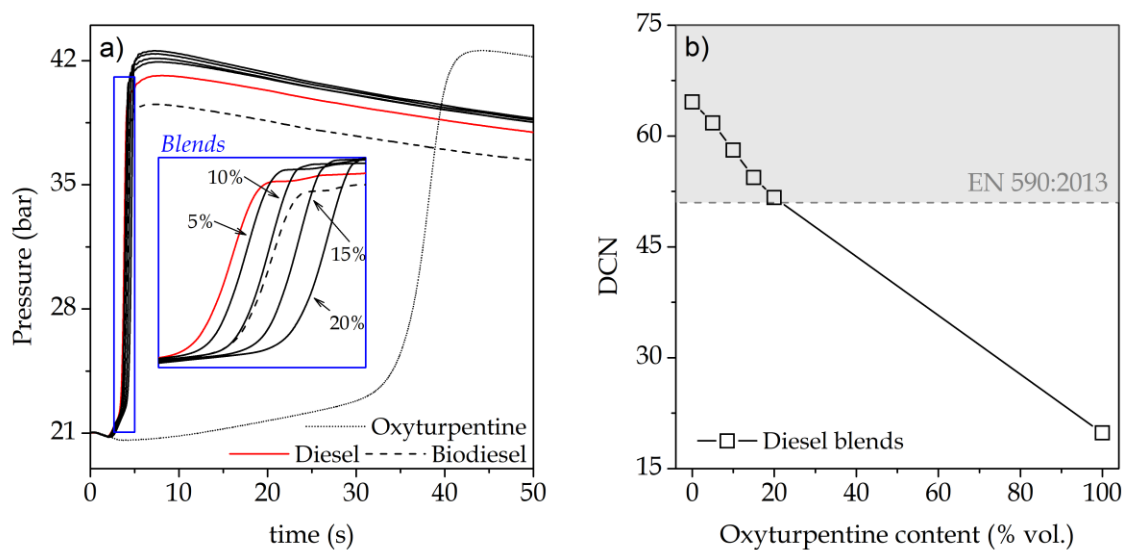 a)
42
35
28
21
Pressure (bar)
Blends
10%
5%
15%
20%
Oxyturpentine
Diesel
Biodiesel
0
10
20
30
40
50
time (s)
b)
75
60
45
30
15
DCN
EN 590:2013
Diesel blends
0
20
40
60
80
100
Oxyturpentine content (% vol.)